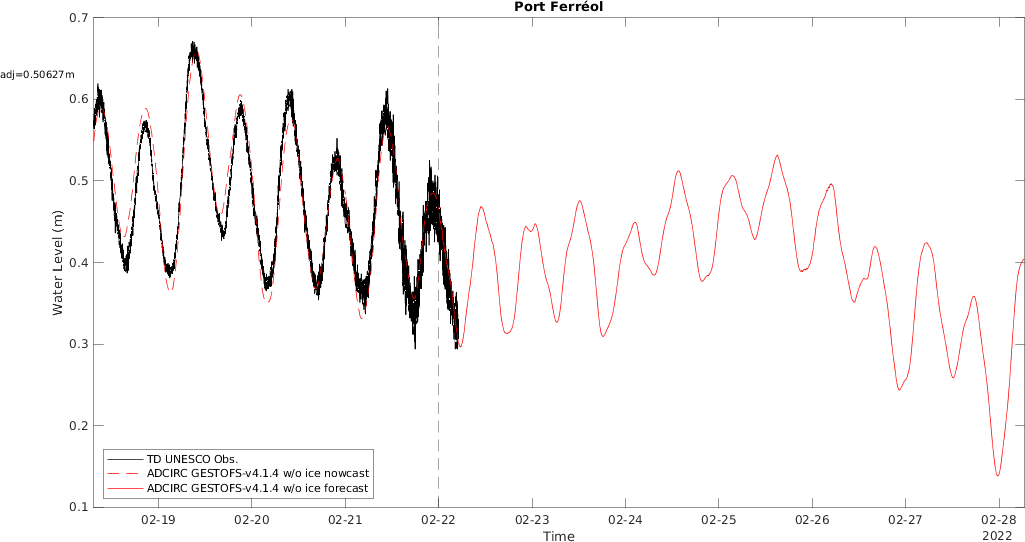 Port Ferréol
adj=0.50627m
Water Level (m)
0.7
0.6
0.5
0.4
0.3
0.2
0.1
TD UNESCO Obs.
ADCIRC GESTOFS-v4.1.4 w/o ice nowcast
ADCIRC GESTOFS-v4.1.4 w/o ice forecast
02-19
02-20
02-21
02-22
02-23
02-24
02-25
02-26
02-27
02-28
2022
Time